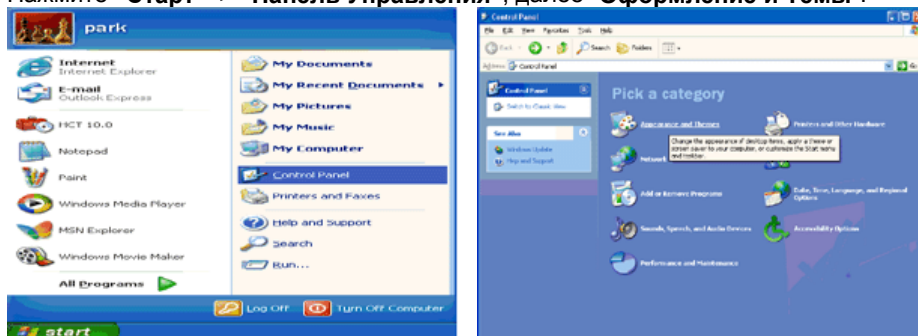 Нажмите "Start" -> "Панель Управления", далее "Оформление и темы".
park
Internet
Internet Explorer
E-mail
Outlook Express
HCT 10.0
Notepad
Paint
Windows Media Player
MSN Explorer
Windows Movie Maker
All Programs
My Documents
My Recent Documents
My Pictures
My Music
My Computer
Control Panel
Printers and Faxes
Help and Support
Search
Run...
Log Off
Turn Off Computer
start
Control Panel
File Edit View Favorites Tools Help
Back
Search Folders
Address Control Panel
Go
Control Panel
Switch to Classic View
See Also
Windows Update
Help and Support
Pick a category
Appearance and Themes
Printers and Other Hardware
Change the appearance of desktop items, apply a theme or
screen saver to your computer, or customize the Start menu
and taskbar.
Network
Add or Remove Programs
Date, Time, Language, and Regional
Options
Sounds, Speech, and Audio Devices
Accessibility Options
Performance and Maintenance